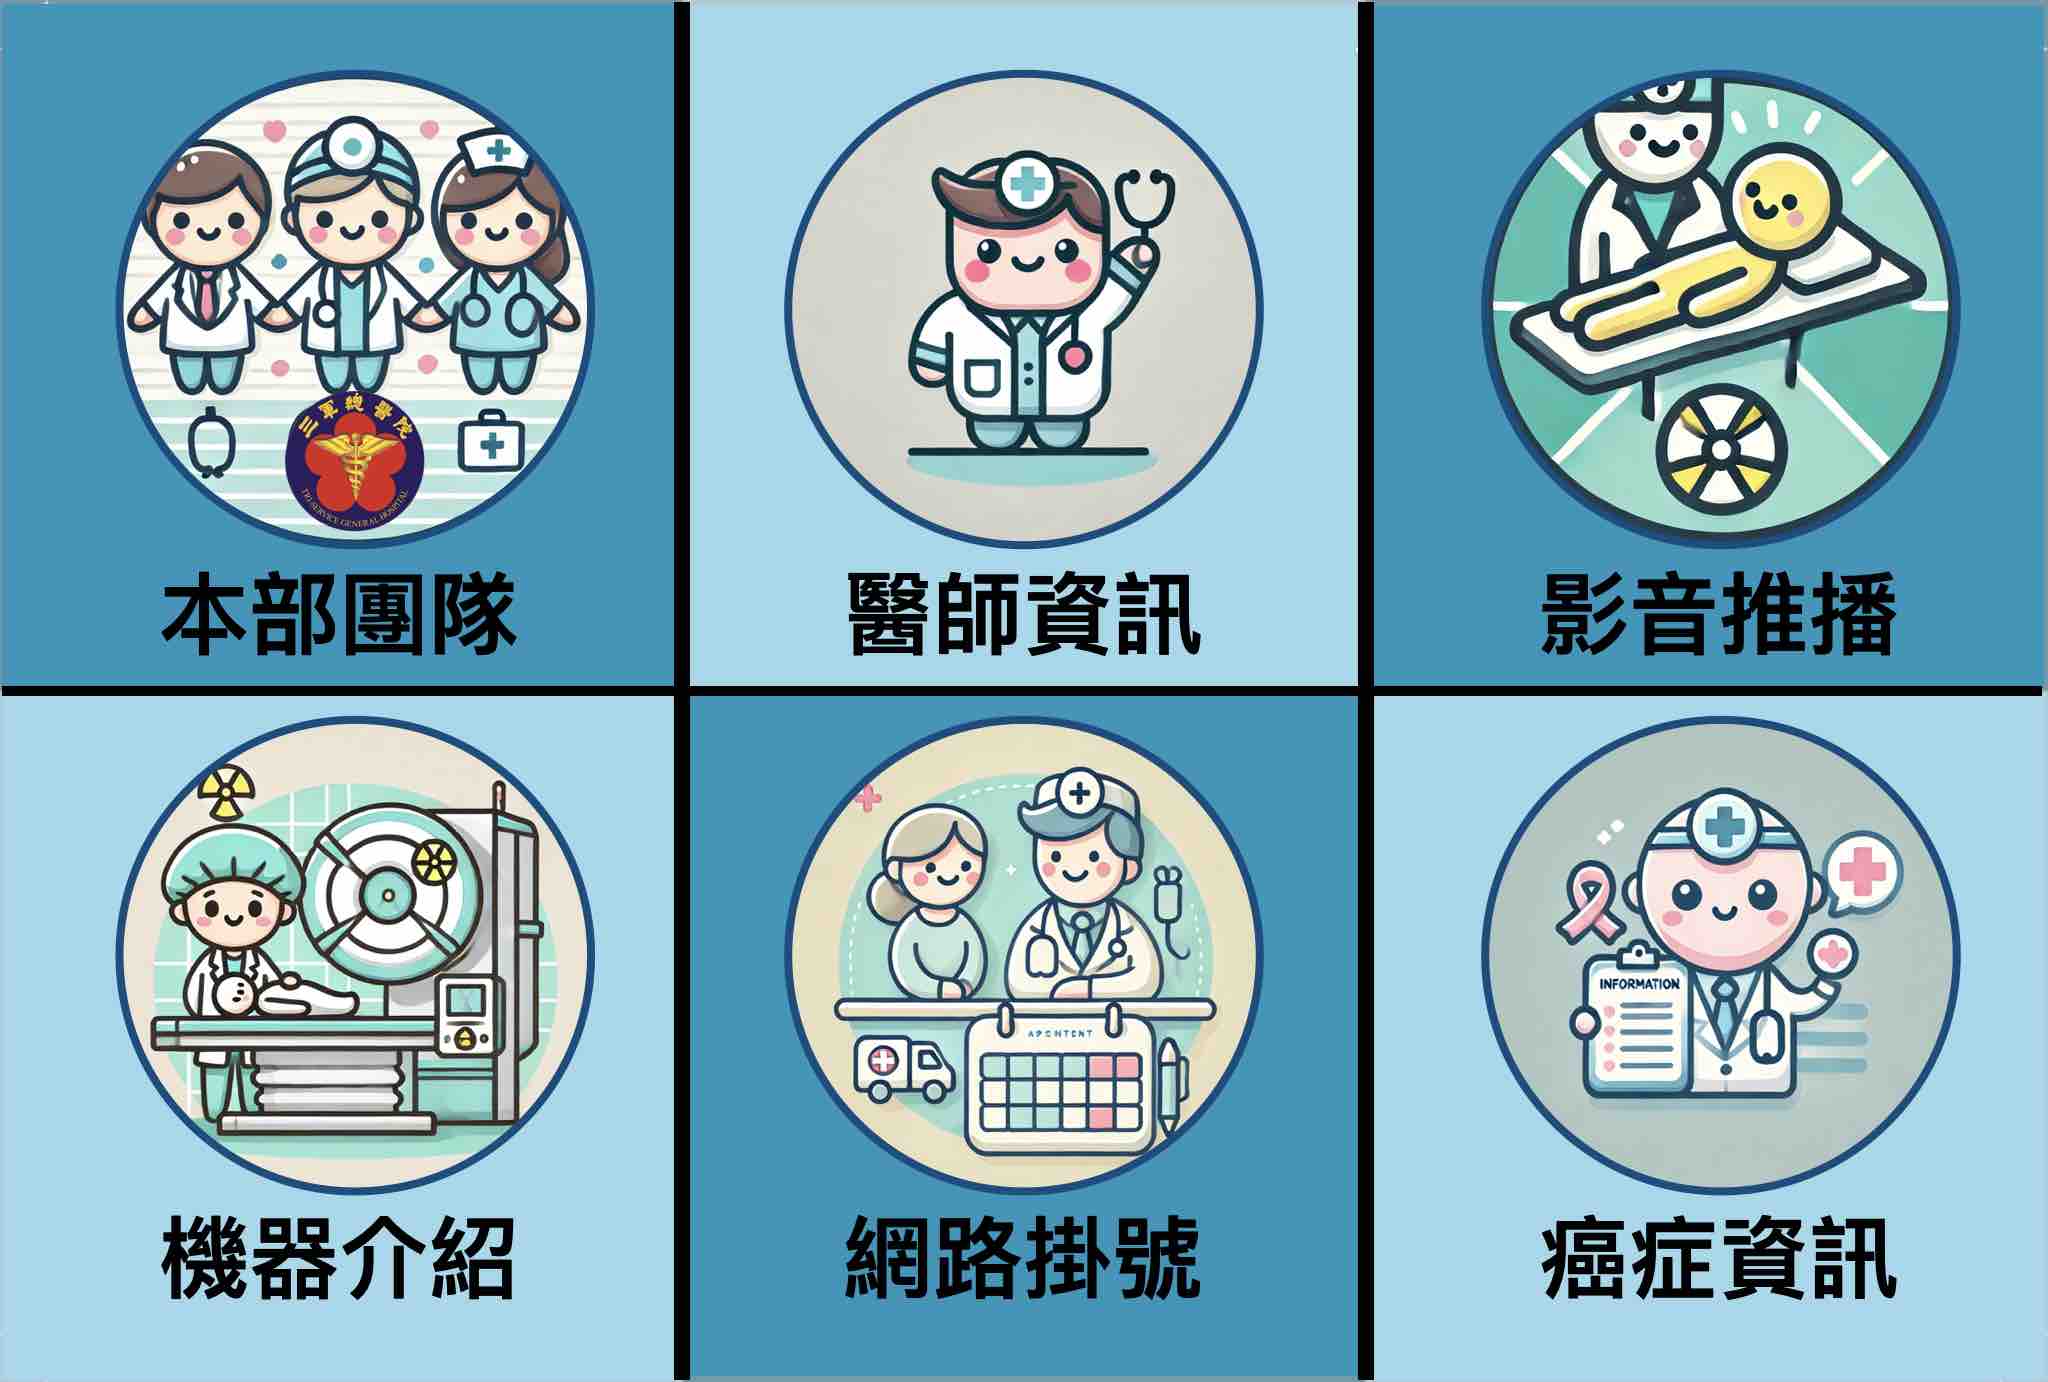 三軍總醫院
TRI-SERVICE GENERAL HOSPITAL
本部團隊
醫師資訊
影音推播
機器介紹
APCNTENT
網路掛號
INFORMATION
癌症資訊